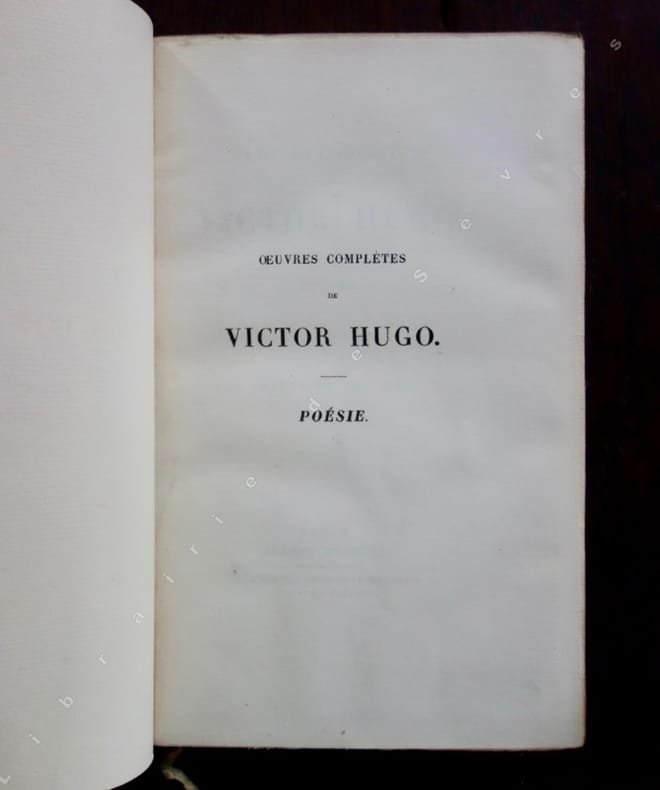 ŒUVRES COMPLÈTES
DE
VICTOR HUGO.
POÉSIE.
Librairie de Sevres